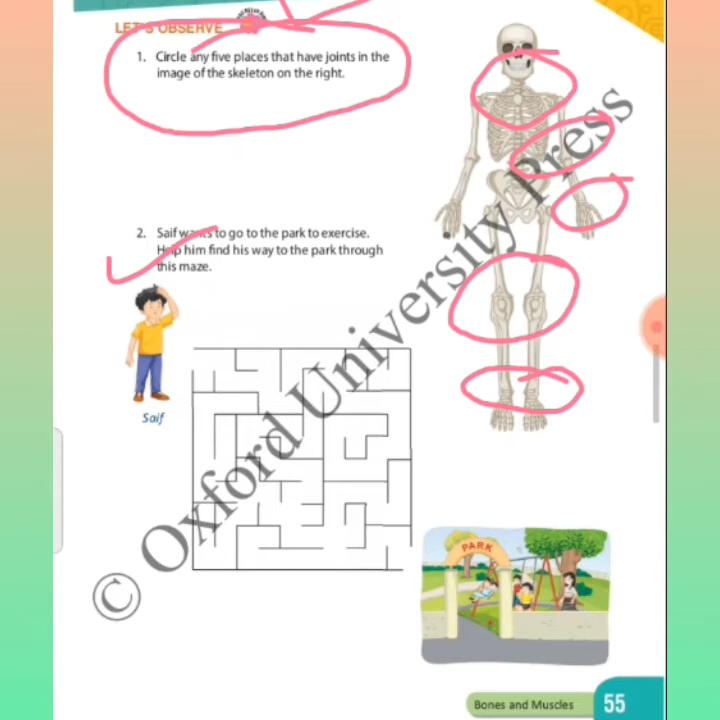 LET'S OBSERVE
1. Circle any five places that have joints in the
image of the skeleton on the right.
2. Saif wants to go to the park to exercise.
Help him find his way to the park through
this maze.
Saif
PARK
© Oxford University Press
Bones and Muscles 55